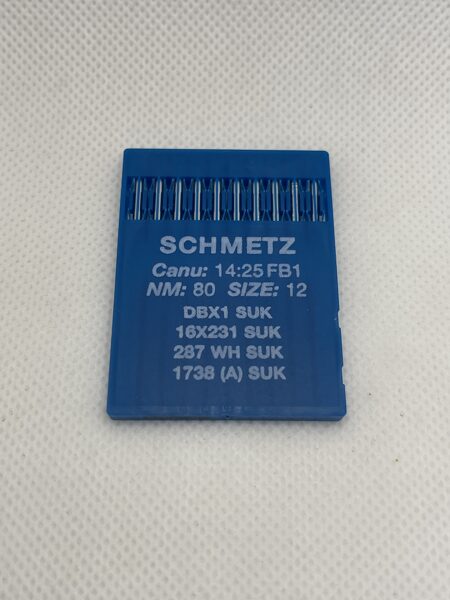 SCHMETZ
Canu: 14:25 FB1
NM: 80 SIZE: 12
DBX1 SUK
16X231 SUK
287 WH SUK
1738 (A) SUK